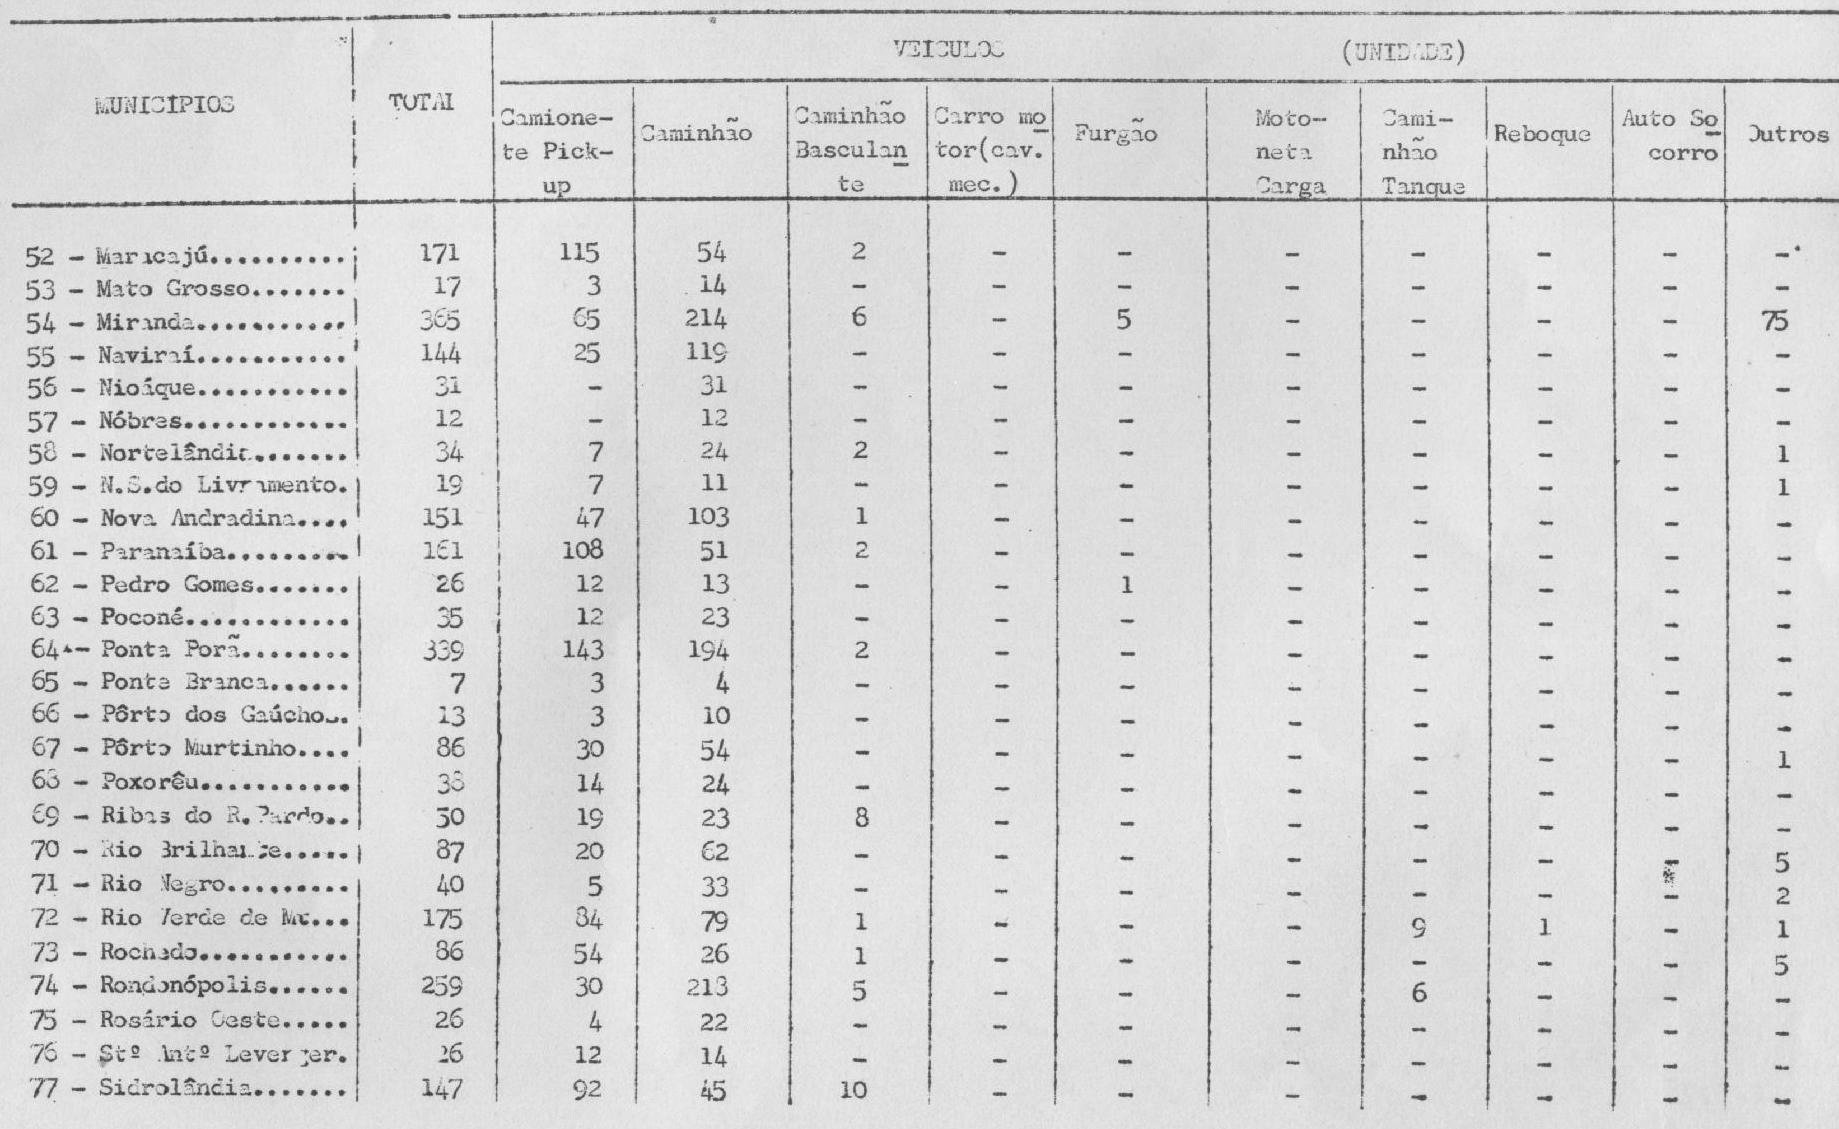 VEICULOS (UNIDADE)
MUNICÍPIOS TOTAL Camione-te Pick-up Caminhão Caminhão Basculante Carro motor(cav. mec.) Furgão Moto-neta Carga Cami-nhão Tanque Reboque Auto Socorro Outros
52 - Maracajú.......... 171 115 54 2 - - - - - - -
53 - Mato Grosso....... 17 3 14 - - - - - - - -
54 - Miranda........... 365 65 214 6 - 5 - - - - 75
55 - Naviraí........... 144 25 119 - - - - - - - -
56 - Nioáque........... 31 - 31 - - - - - - - -
57 - Nóbres............ 12 - 12 - - - - - - - -
58 - Nortelândia....... 34 7 24 2 - - - - - - 1
59 - N.S.do Livramento. 19 7 11 - - - - - - - 1
60 - Nova Andradina.... 151 47 103 1 - - - - - - -
61 - Paranaíba......... 161 108 51 2 - - - - - - -
62 - Pedro Gomes....... 26 12 13 - - 1 - - - - -
63 - Poconé............ 35 12 23 - - - - - - - -
64 - Ponta Porã........ 339 143 194 2 - - - - - - -
65 - Ponte Branca...... 7 3 4 - - - - - - - -
66 - Pôrto dos Gaúchos. 13 3 10 - - - - - - - -
67 - Pôrto Murtinho.... 86 30 54 - - - - - - - 1
68 - Poxorêu........... 38 14 24 - - - - - - - -
69 - Ribas do R.Pardo.. 50 19 23 8 - - - - - - -
70 - Rio Brilhante..... 87 20 62 - - - - - - - 5
71 - Rio Negro......... 40 5 33 - - - - - - - 2
72 - Rio Verde de Mt... 175 84 79 1 - - - 9 1 - 1
73 - Rochedo........... 86 54 26 1 - - - - - - 5
74 - Rondonópolis...... 259 30 218 5 - - - 6 - - -
75 - Rosário Oeste..... 26 4 22 - - - - - - - -
76 - Stº Antº Leverger. 26 12 14 - - - - - - - -
77 - Sidrolândia....... 147 92 45 10 - - - - - - -